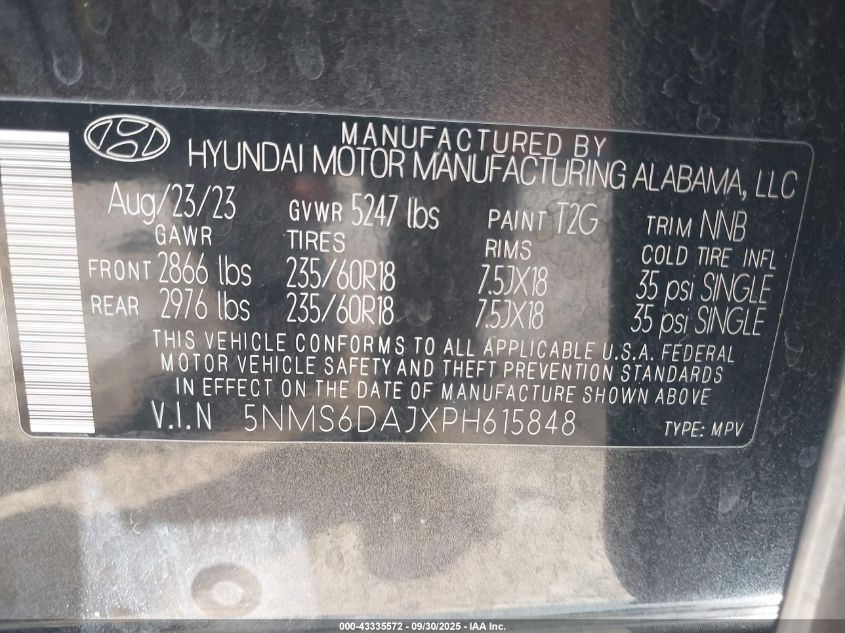 MANUFACTURED BY
HYUNDAI MOTOR MANUFACTURING ALABAMA, LLC
Aug/23/23 GVWR 5247 lbs PAINT T2G TRIM NNB
GAWR TIRES RIMS COLD TIRE INFL
FRONT 2866 lbs 235/60R18 7.5JX18 35 psi SINGLE
REAR 2976 lbs 235/60R18 7.5JX18 35 psi SINGLE
THIS VEHICLE CONFORMS TO ALL APPLICABLE U.S.A. FEDERAL
MOTOR VEHICLE SAFETY AND THEFT PREVENTION STANDARDS
IN EFFECT ON THE DATE OF MANUFACTURE SHOWN ABOVE
V.I.N 5NMS6DAJXPH615848 TYPE: MPV
000-43335572 - 09/30/2025 - IAA Inc.